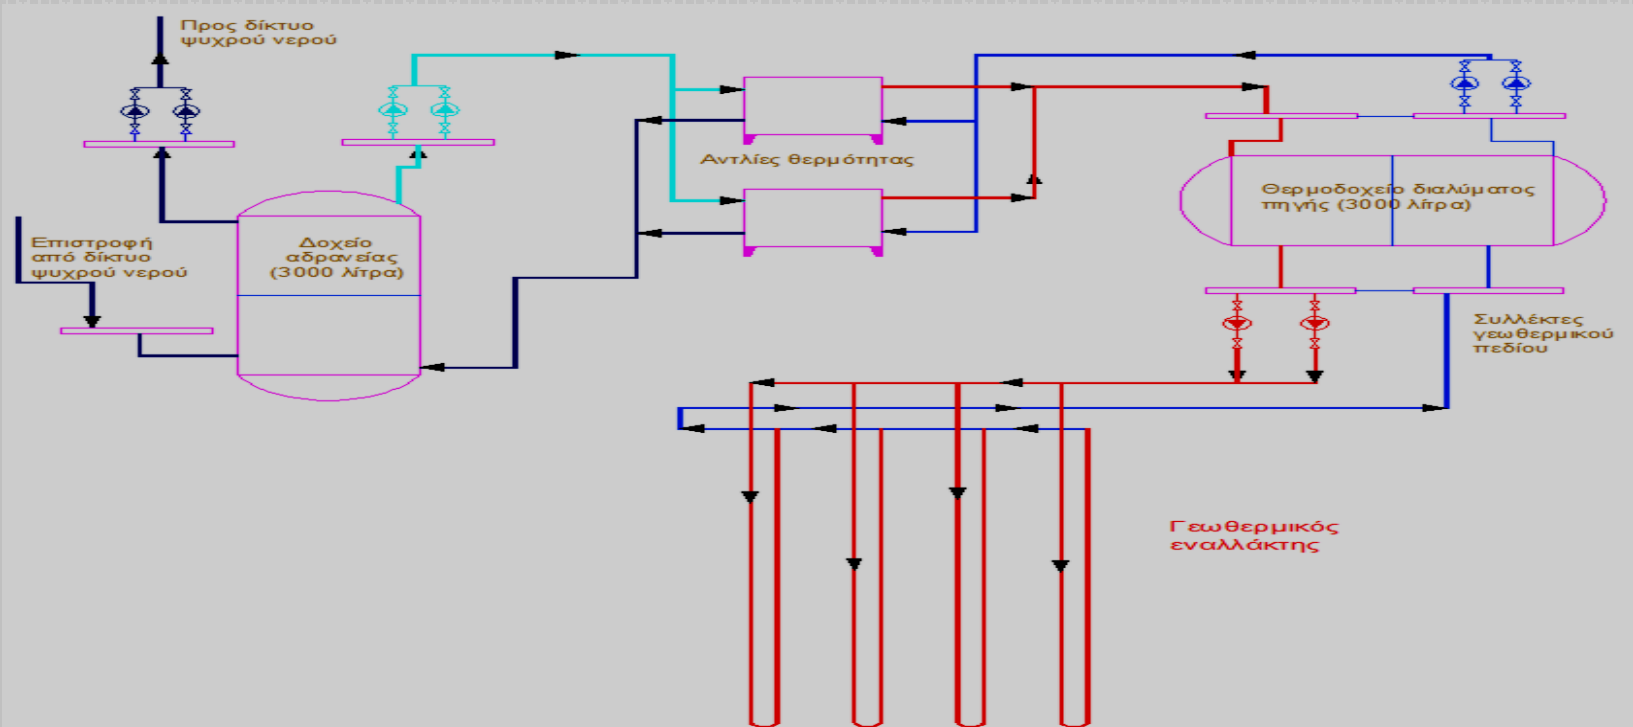 Προς δίκτυο
ψυχρού νερού
Αντλίες θερμότητας
Θερμοδοχείο διαλύματος
πηγής (3000 λίτρα)
Επιστροφή
από δίκτυο
ψυχρού νερού
Δοχείο
αδρανείας
(3000 λίτρα)
Συλλέκτες
γεωθερμικού
πεδίου
Γεωθερμικός
εναλλάκτης